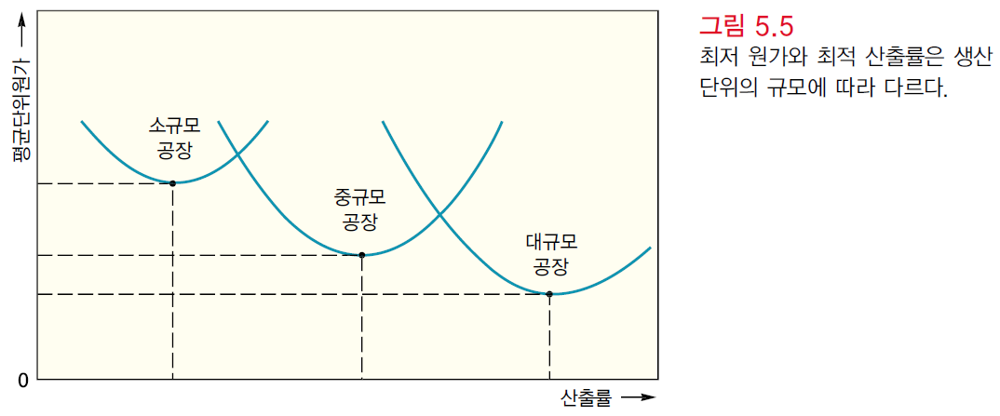 그림 5.5
최저 원가와 최적 산출률은 생산
단위의 규모에 따라 다르다.
평균단위원가
소규모
공장
중규모
공장
대규모
공장
0
산출률